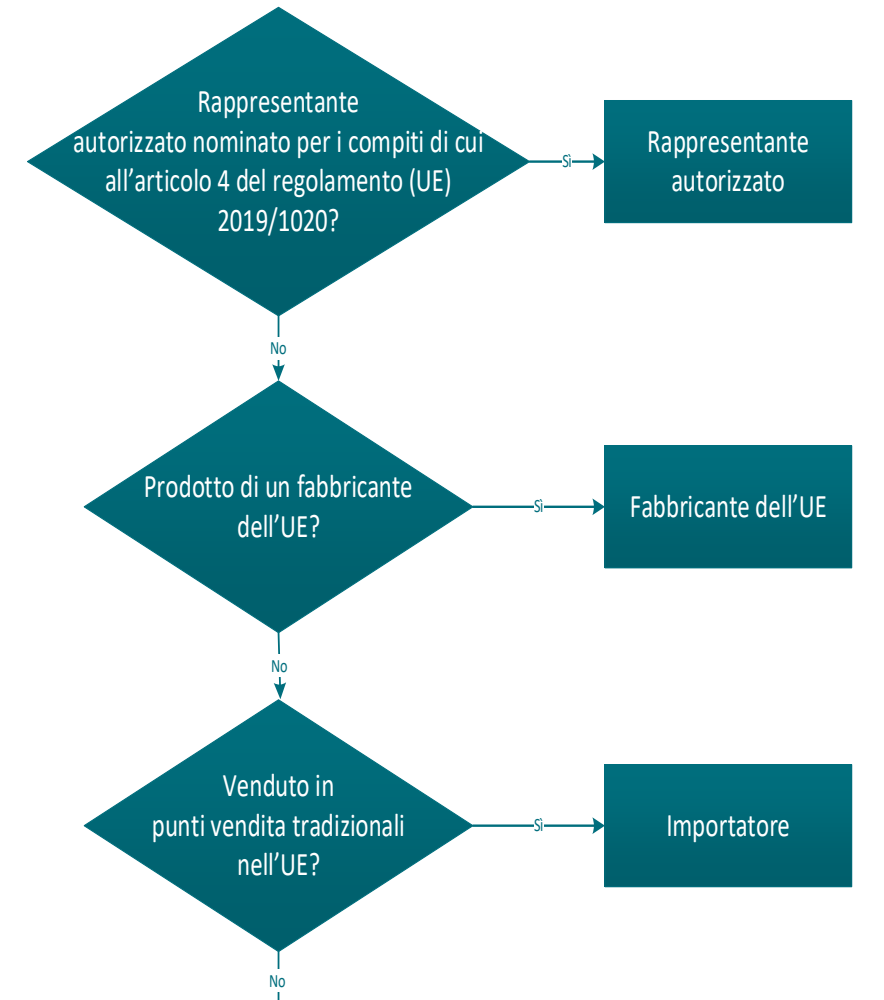 Rappresentante
autorizzato nominato per i compiti di cui
all'articolo 4 del regolamento (UE)
2019/1020?
Sì
Rappresentante
autorizzato
No
Prodotto di un fabbricante
dell'UE?
Sì
Fabbricante dell'UE
No
Venduto in
punti vendita tradizionali
nell'UE?
Sì
Importatore
No